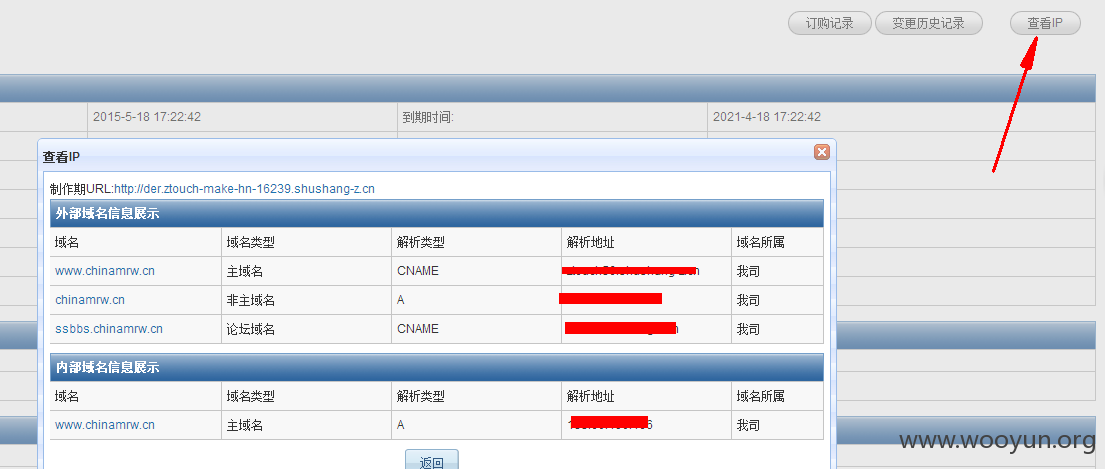 订购记录 变更历史记录 查看IP
2015-5-18 17:22:42 到期时间: 2021-4-18 17:22:42
查看IP
制作期URL:http://der.ztouch-make-hn-16239.shushang-z.cn
外部域名信息展示
域名 域名类型 解析类型 解析地址 域名所属
www.chinamrw.cn 主域名 CNAME 我司
chinamrw.cn 非主域名 A 我司
ssbbs.chinamrw.cn 论坛域名 CNAME 我司
内部域名信息展示
域名 域名类型 解析类型 解析地址 域名所属
www.chinamrw.cn 主域名 A 我司
返回
www.wooyun.org